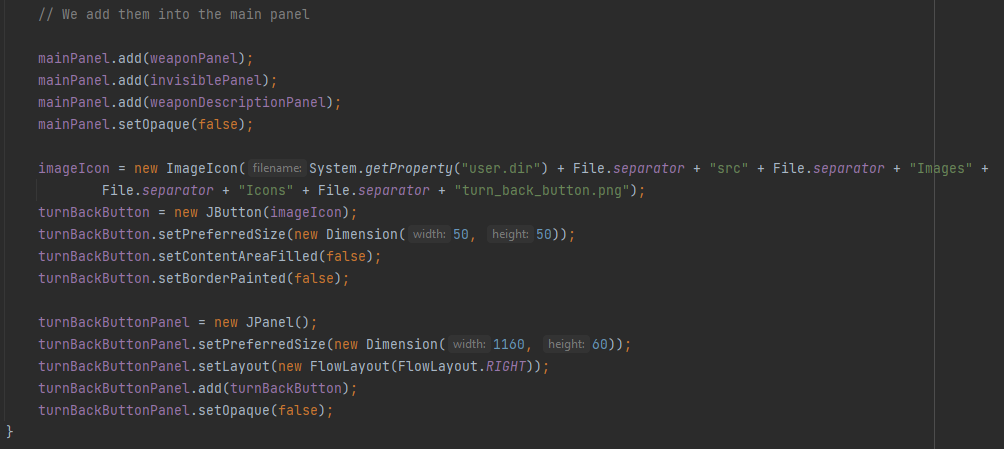 // We add them into the main panel
mainPanel.add(weaponPanel);
mainPanel.add(invisiblePanel);
mainPanel.add(weaponDescriptionPanel);
mainPanel.setOpaque(false);
imageIcon = new ImageIcon( filename: System.getProperty("user.dir") + File.separator + "src" + File.separator + "Images" +
File.separator + "Icons" + File.separator + "turn_back_button.png");
turnBackButton = new JButton(imageIcon);
turnBackButton.setPreferredSize(new Dimension( width: 50, height: 50));
turnBackButton.setContentAreaFilled(false);
turnBackButton.setBorderPainted(false);
turnBackButtonPanel = new JPanel();
turnBackButtonPanel.setPreferredSize(new Dimension( width: 1160, height: 60));
turnBackButtonPanel.setLayout(new FlowLayout(FlowLayout.RIGHT));
turnBackButtonPanel.add(turnBackButton);
turnBackButtonPanel.setOpaque(false);
}